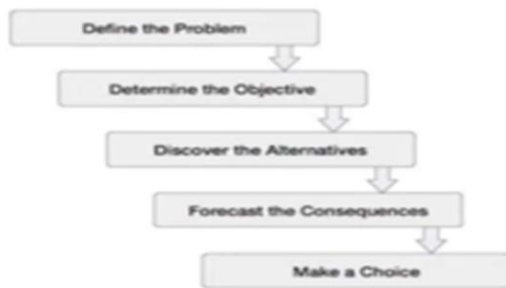 Define the Problem
Determine the Objective
Discover the Alternatives
Forecast the Consequences
Make a Choice